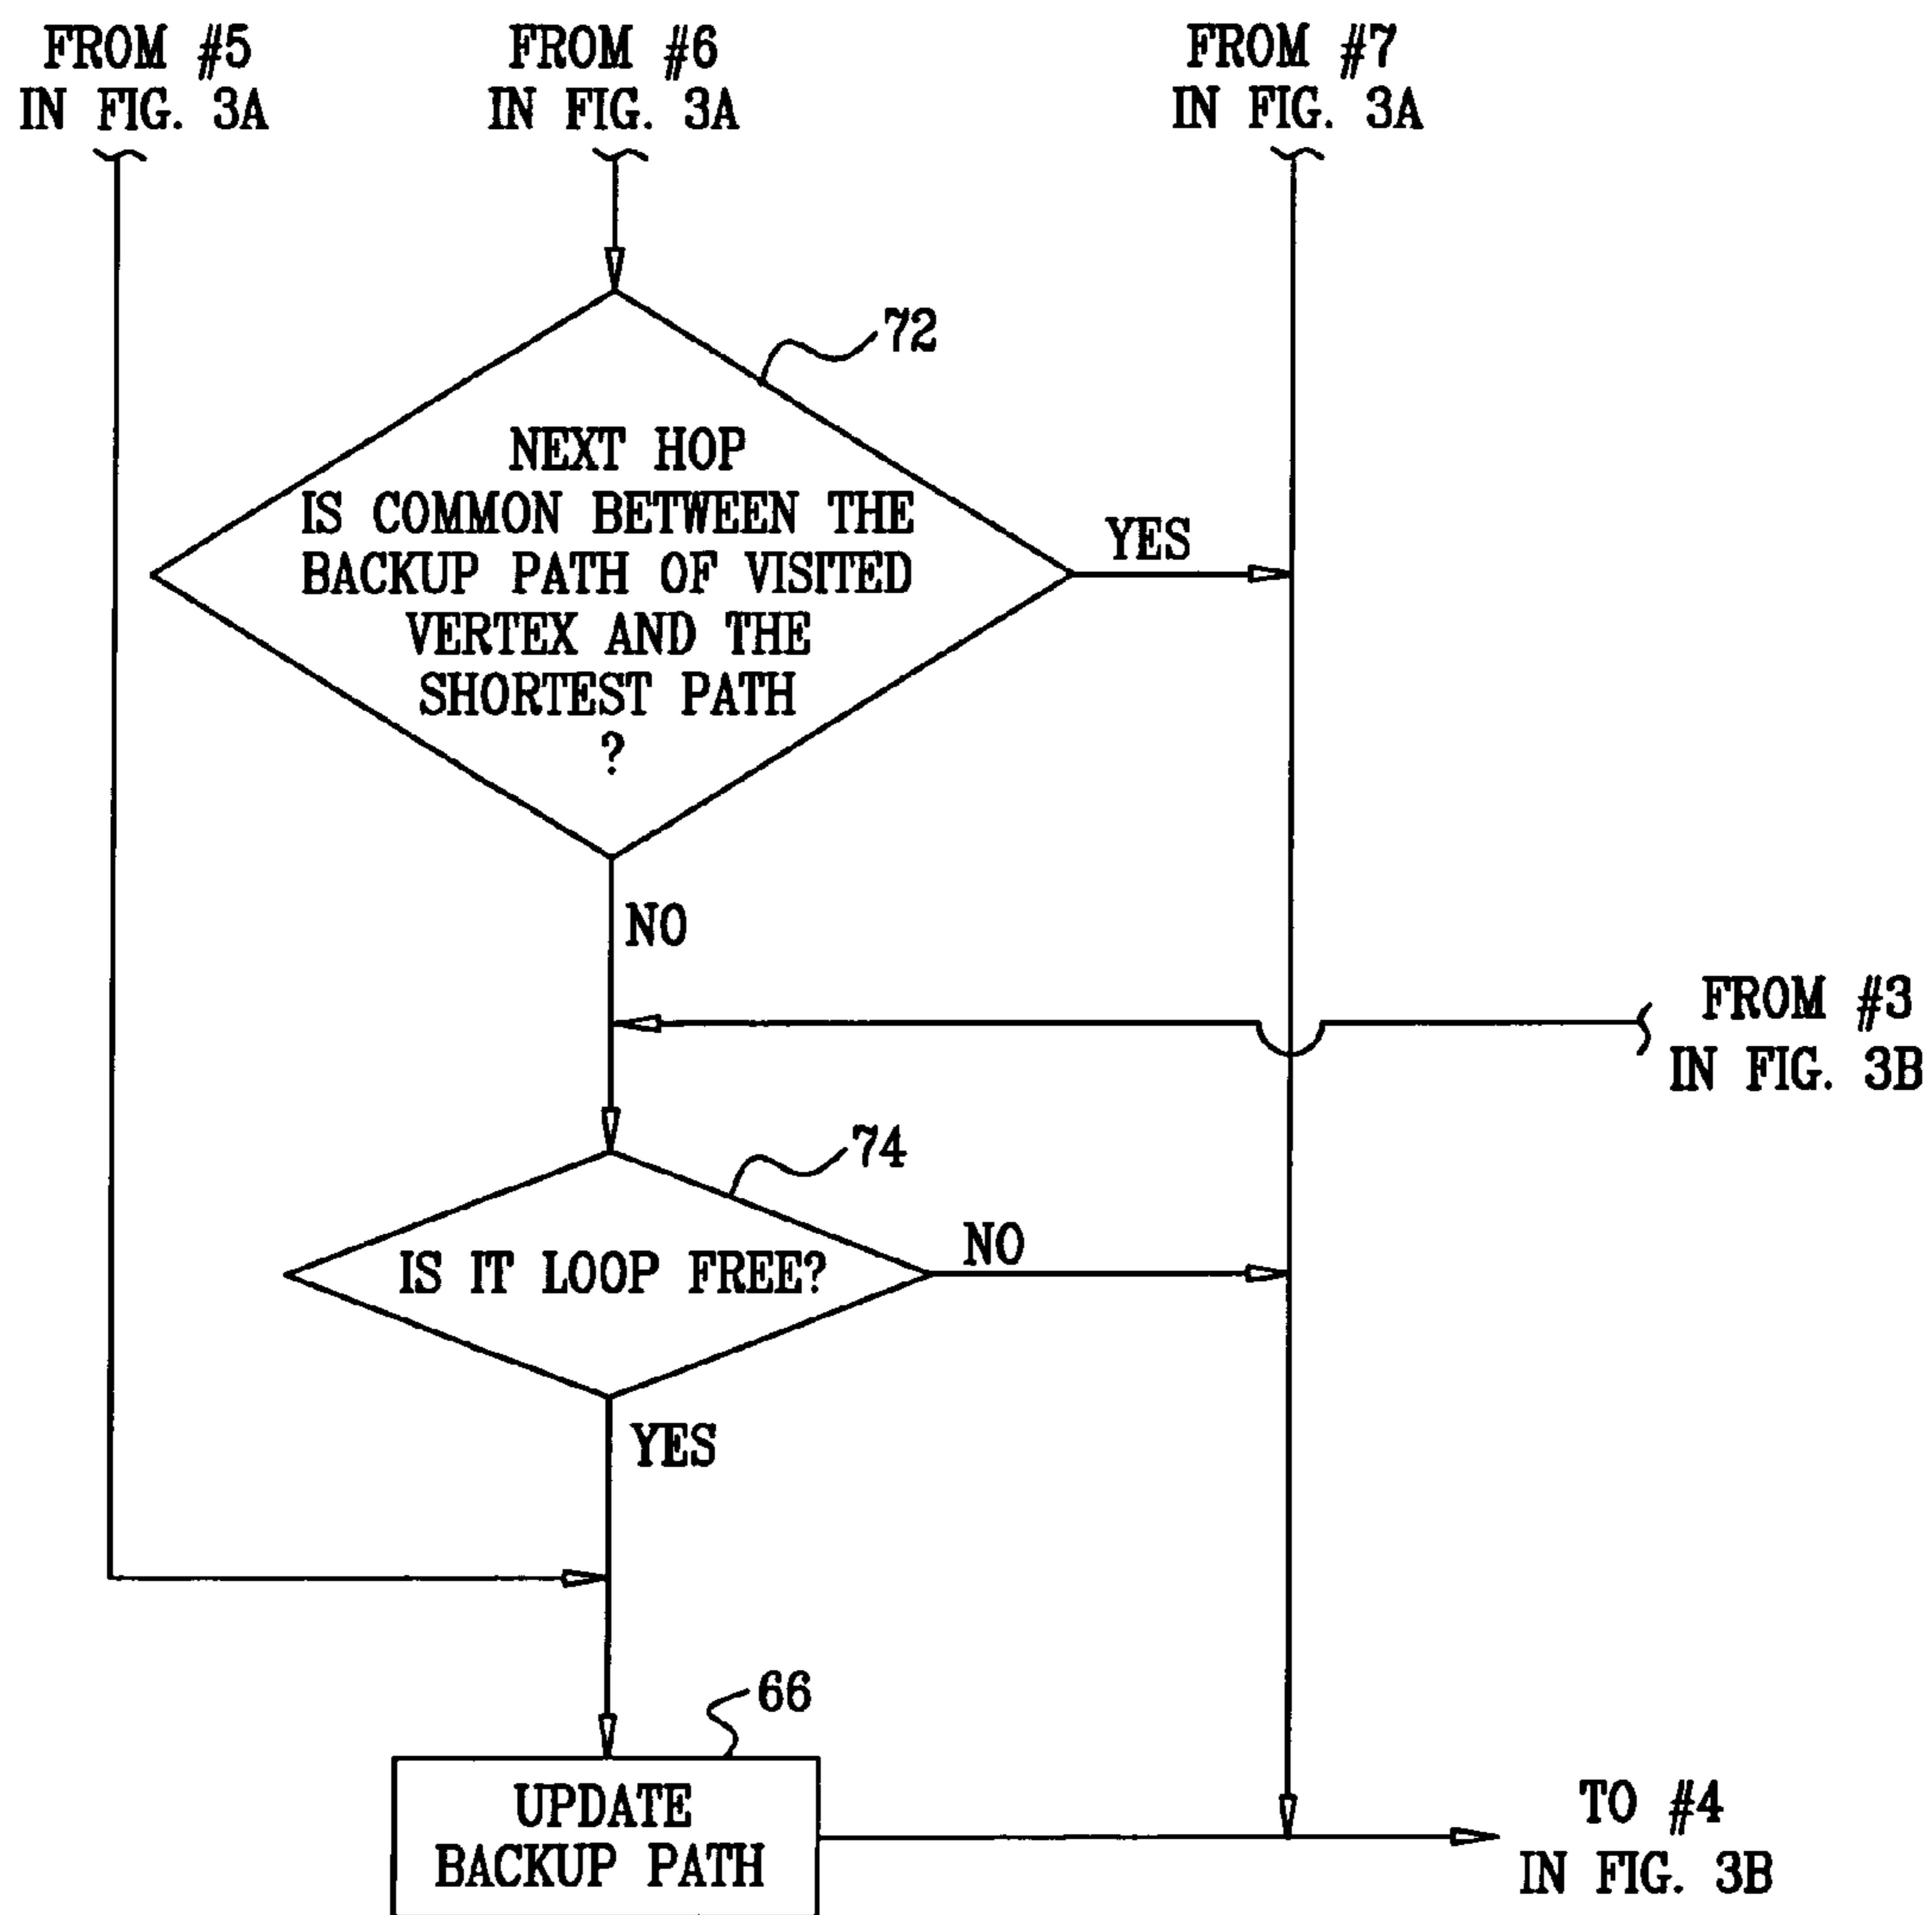 FROM #5
IN FIG. 3A
FROM #6
IN FIG. 3A
FROM #7
IN FIG. 3A
72
NEXT HOP
IS COMMON BETWEEN THE
BACKUP PATH OF VISITED
VERTEX AND THE
SHORTEST PATH
?
YES
NO
FROM #3
IN FIG. 3B
74
IS IT LOOP FREE?
NO
YES
66
UPDATE
BACKUP PATH
TO #4
IN FIG. 3B